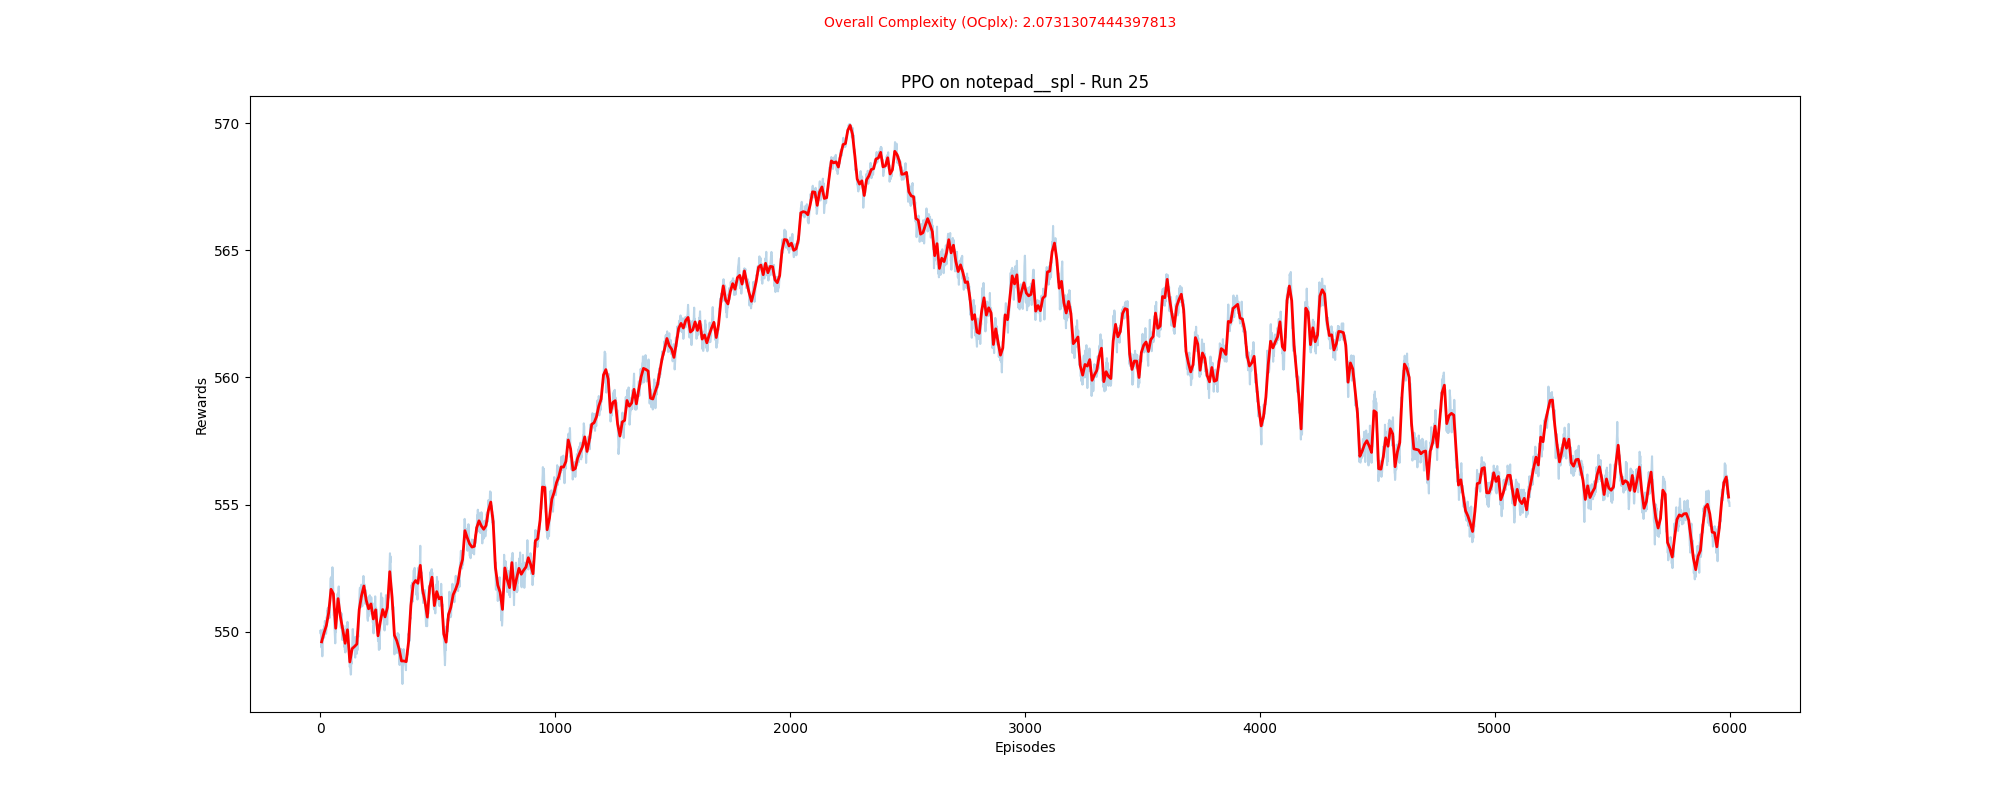 Overall Complexity (OCplx): 2.0731307444397813
PPO on notepad__spl - Run 25
570
565
560
555
550
Rewards
0 1000 2000 3000 4000 5000 6000
Episodes